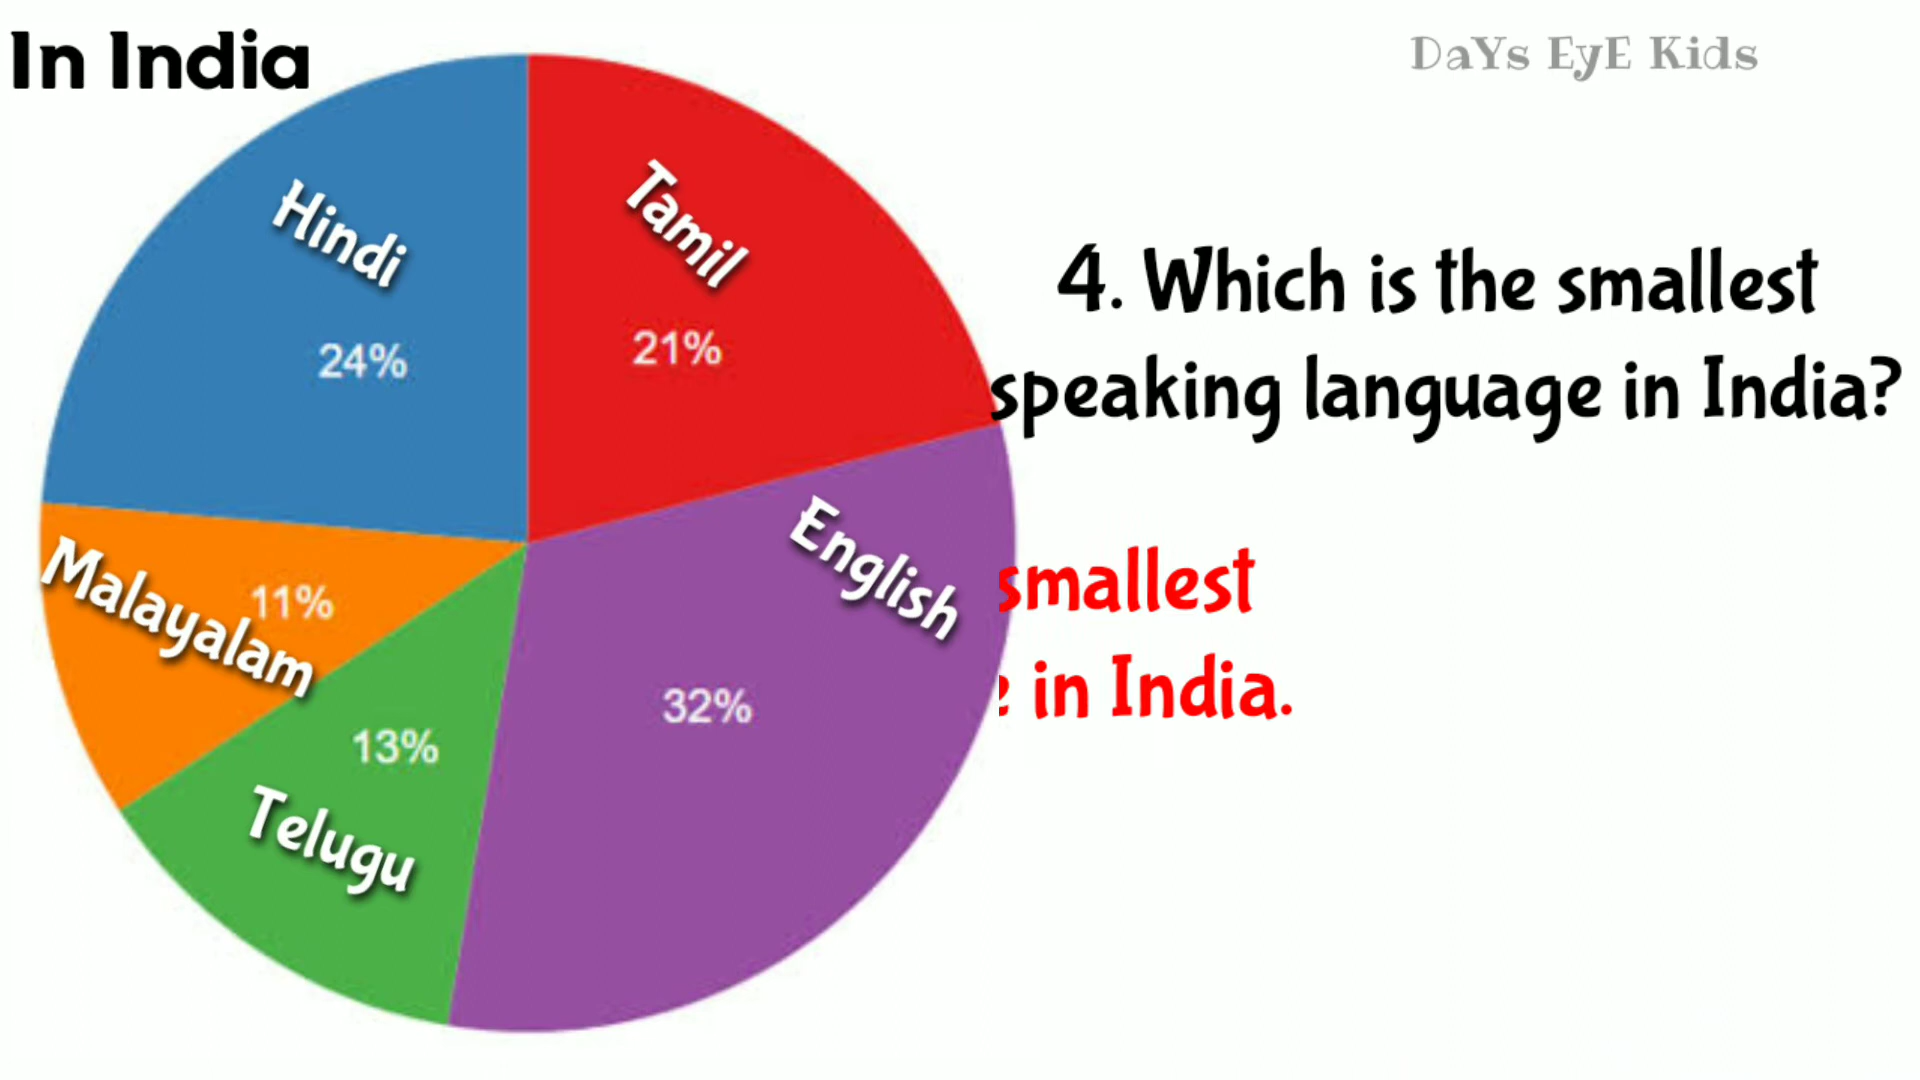 In India
DaYs EyE Kids
Hindi
24%
Tamil
21%
4. Which is the smallest
speaking language in India?
English
32%
Malayalam
11%
13%
Telugu
smallest
in India.